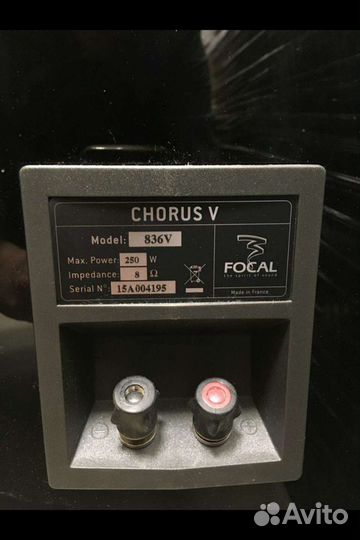 CHORUS V
Model: 836V
Max. Power: 250 W
Impedance: 8 Ω
Serial N°: 15A004195
FOCAL
the spirit of sound
Made in France
Avito